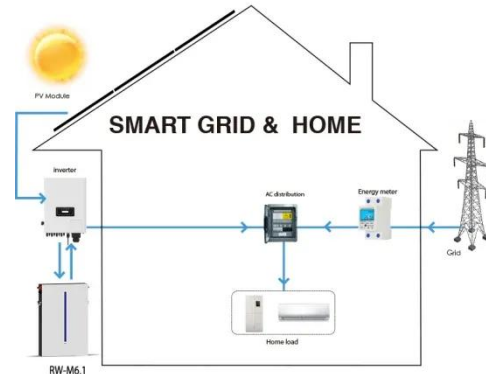 PV Module
SMART GRID & HOME
inverter
AC distribution
Energy meter
Grid
Home load
RW-M6.1